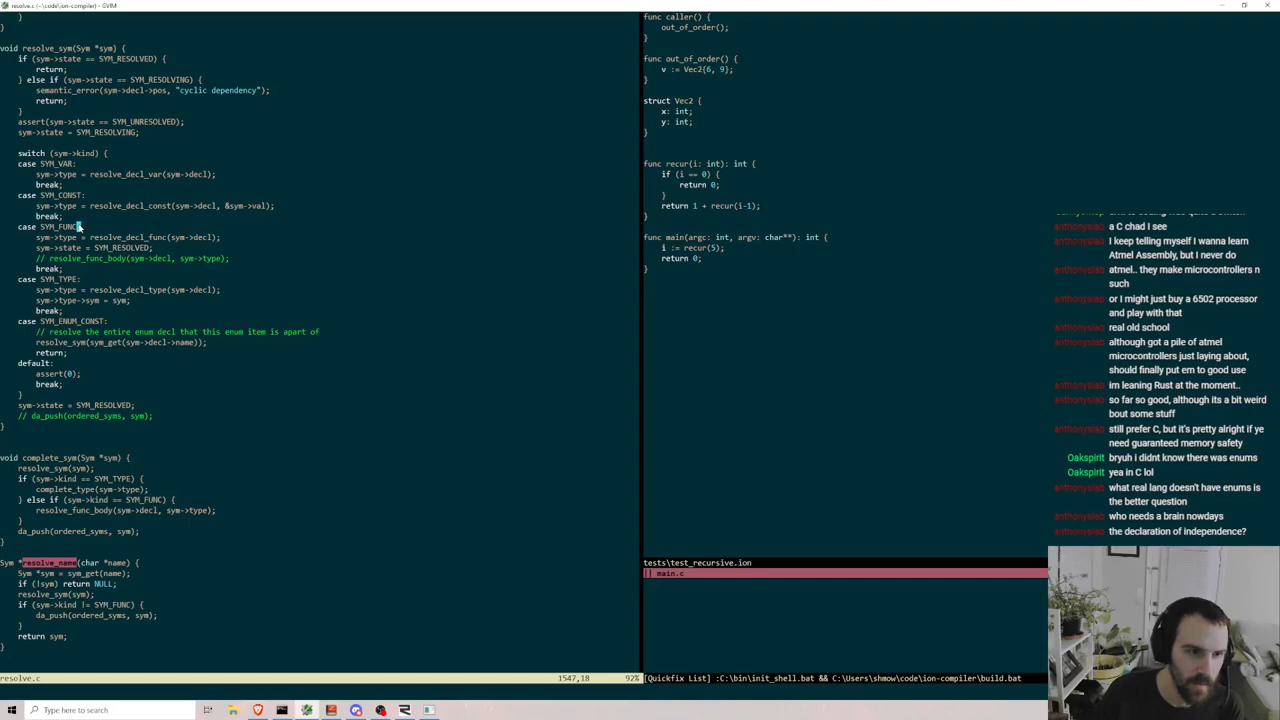 resolve.c (~\code\ion-compiler) - GVIM
}
}
void resolve_sym(Sym *sym) {
if (sym->state == SYM_RESOLVED) {
return;
} else if (sym->state == SYM_RESOLVING) {
semantic_error(sym->decl->pos, "cyclic dependency");
return;
}
assert(sym->state == SYM_UNRESOLVED);
sym->state = SYM_RESOLVING;
switch (sym->kind) {
case SYM_VAR:
sym->type = resolve_decl_var(sym->decl);
break;
case SYM_CONST:
sym->type = resolve_decl_const(sym->decl, &sym->val);
break;
case SYM_FUNC:
sym->type = resolve_decl_func(sym->decl);
sym->state = SYM_RESOLVED;
// resolve_func_body(sym->decl, sym->type);
break;
case SYM_TYPE:
sym->type = resolve_decl_type(sym->decl);
sym->type->sym = sym;
break;
case SYM_ENUM_CONST:
// resolve the entire enum decl that this enum item is apart of
resolve_sym(sym_get(sym->decl->name));
return;
default:
assert(0);
break;
}
sym->state = SYM_RESOLVED;
// da_push(ordered_syms, sym);
}
void complete_sym(Sym *sym) {
resolve_sym(sym);
if (sym->kind == SYM_TYPE) {
complete_type(sym->type);
} else if (sym->kind == SYM_FUNC) {
resolve_func_body(sym->decl, sym->type);
}
da_push(ordered_syms, sym);
}
Sym *resolve_name(char *name) {
Sym *sym = sym_get(name);
if (!sym) return NULL;
resolve_sym(sym);
if (sym->kind != SYM_FUNC) {
da_push(ordered_syms, sym);
}
return sym;
}
resolve.c 1547,18 92%
func caller() {
out_of_order();
}
func out_of_order() {
v := Vec2{6, 9};
}
struct Vec2 {
x: int;
y: int;
}
func recur(i: int): int {
if (i == 0) {
return 0;
}
return 1 + recur(i-1);
}
func main(argc: int, argv: char**): int {
i := recur(5);
return 0;
}
tests\test_recursive.ion
|| main.c
[Quickfix List] :C:\bin\init_shell.bat && C:\Users\shmow\code\ion-compiler\build.bat
anthonyslab a C chad I see
anthonyslab I keep telling myself I wanna learn
Atmel Assembly, but I never do
anthonyslab atmel.. they make microcontrollers n
such
anthonyslab or I might just buy a 6502 processor
and play with that
anthonyslab real old school
anthonyslab although got a pile of atmel
microcontrollers just laying about,
should finally put em to good use
anthonyslab im leaning Rust at the moment..
anthonyslab so far so good, although its a bit weird
bout some stuff
anthonyslab still prefer C, but it's pretty alright if ye
need guaranteed memory safety
Oakspirit bryuh i didnt know there was enums
Oakspirit yea in C lol
anthonyslab what real lang doesn't have enums is
the better question
anthonyslab who needs a brain nowdays
anthonyslab the declaration of independence?
Type here to search